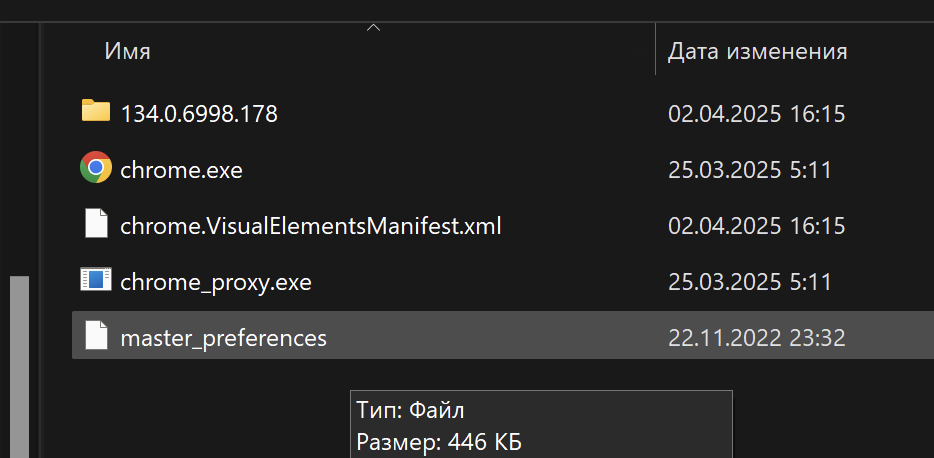 Имя Дата изменения
134.0.6998.178 02.04.2025 16:15
chrome.exe 25.03.2025 5:11
chrome.VisualElementsManifest.xml 02.04.2025 16:15
chrome_proxy.exe 25.03.2025 5:11
master_preferences 22.11.2022 23:32
Тип: Файл
Размер: 446 КБ